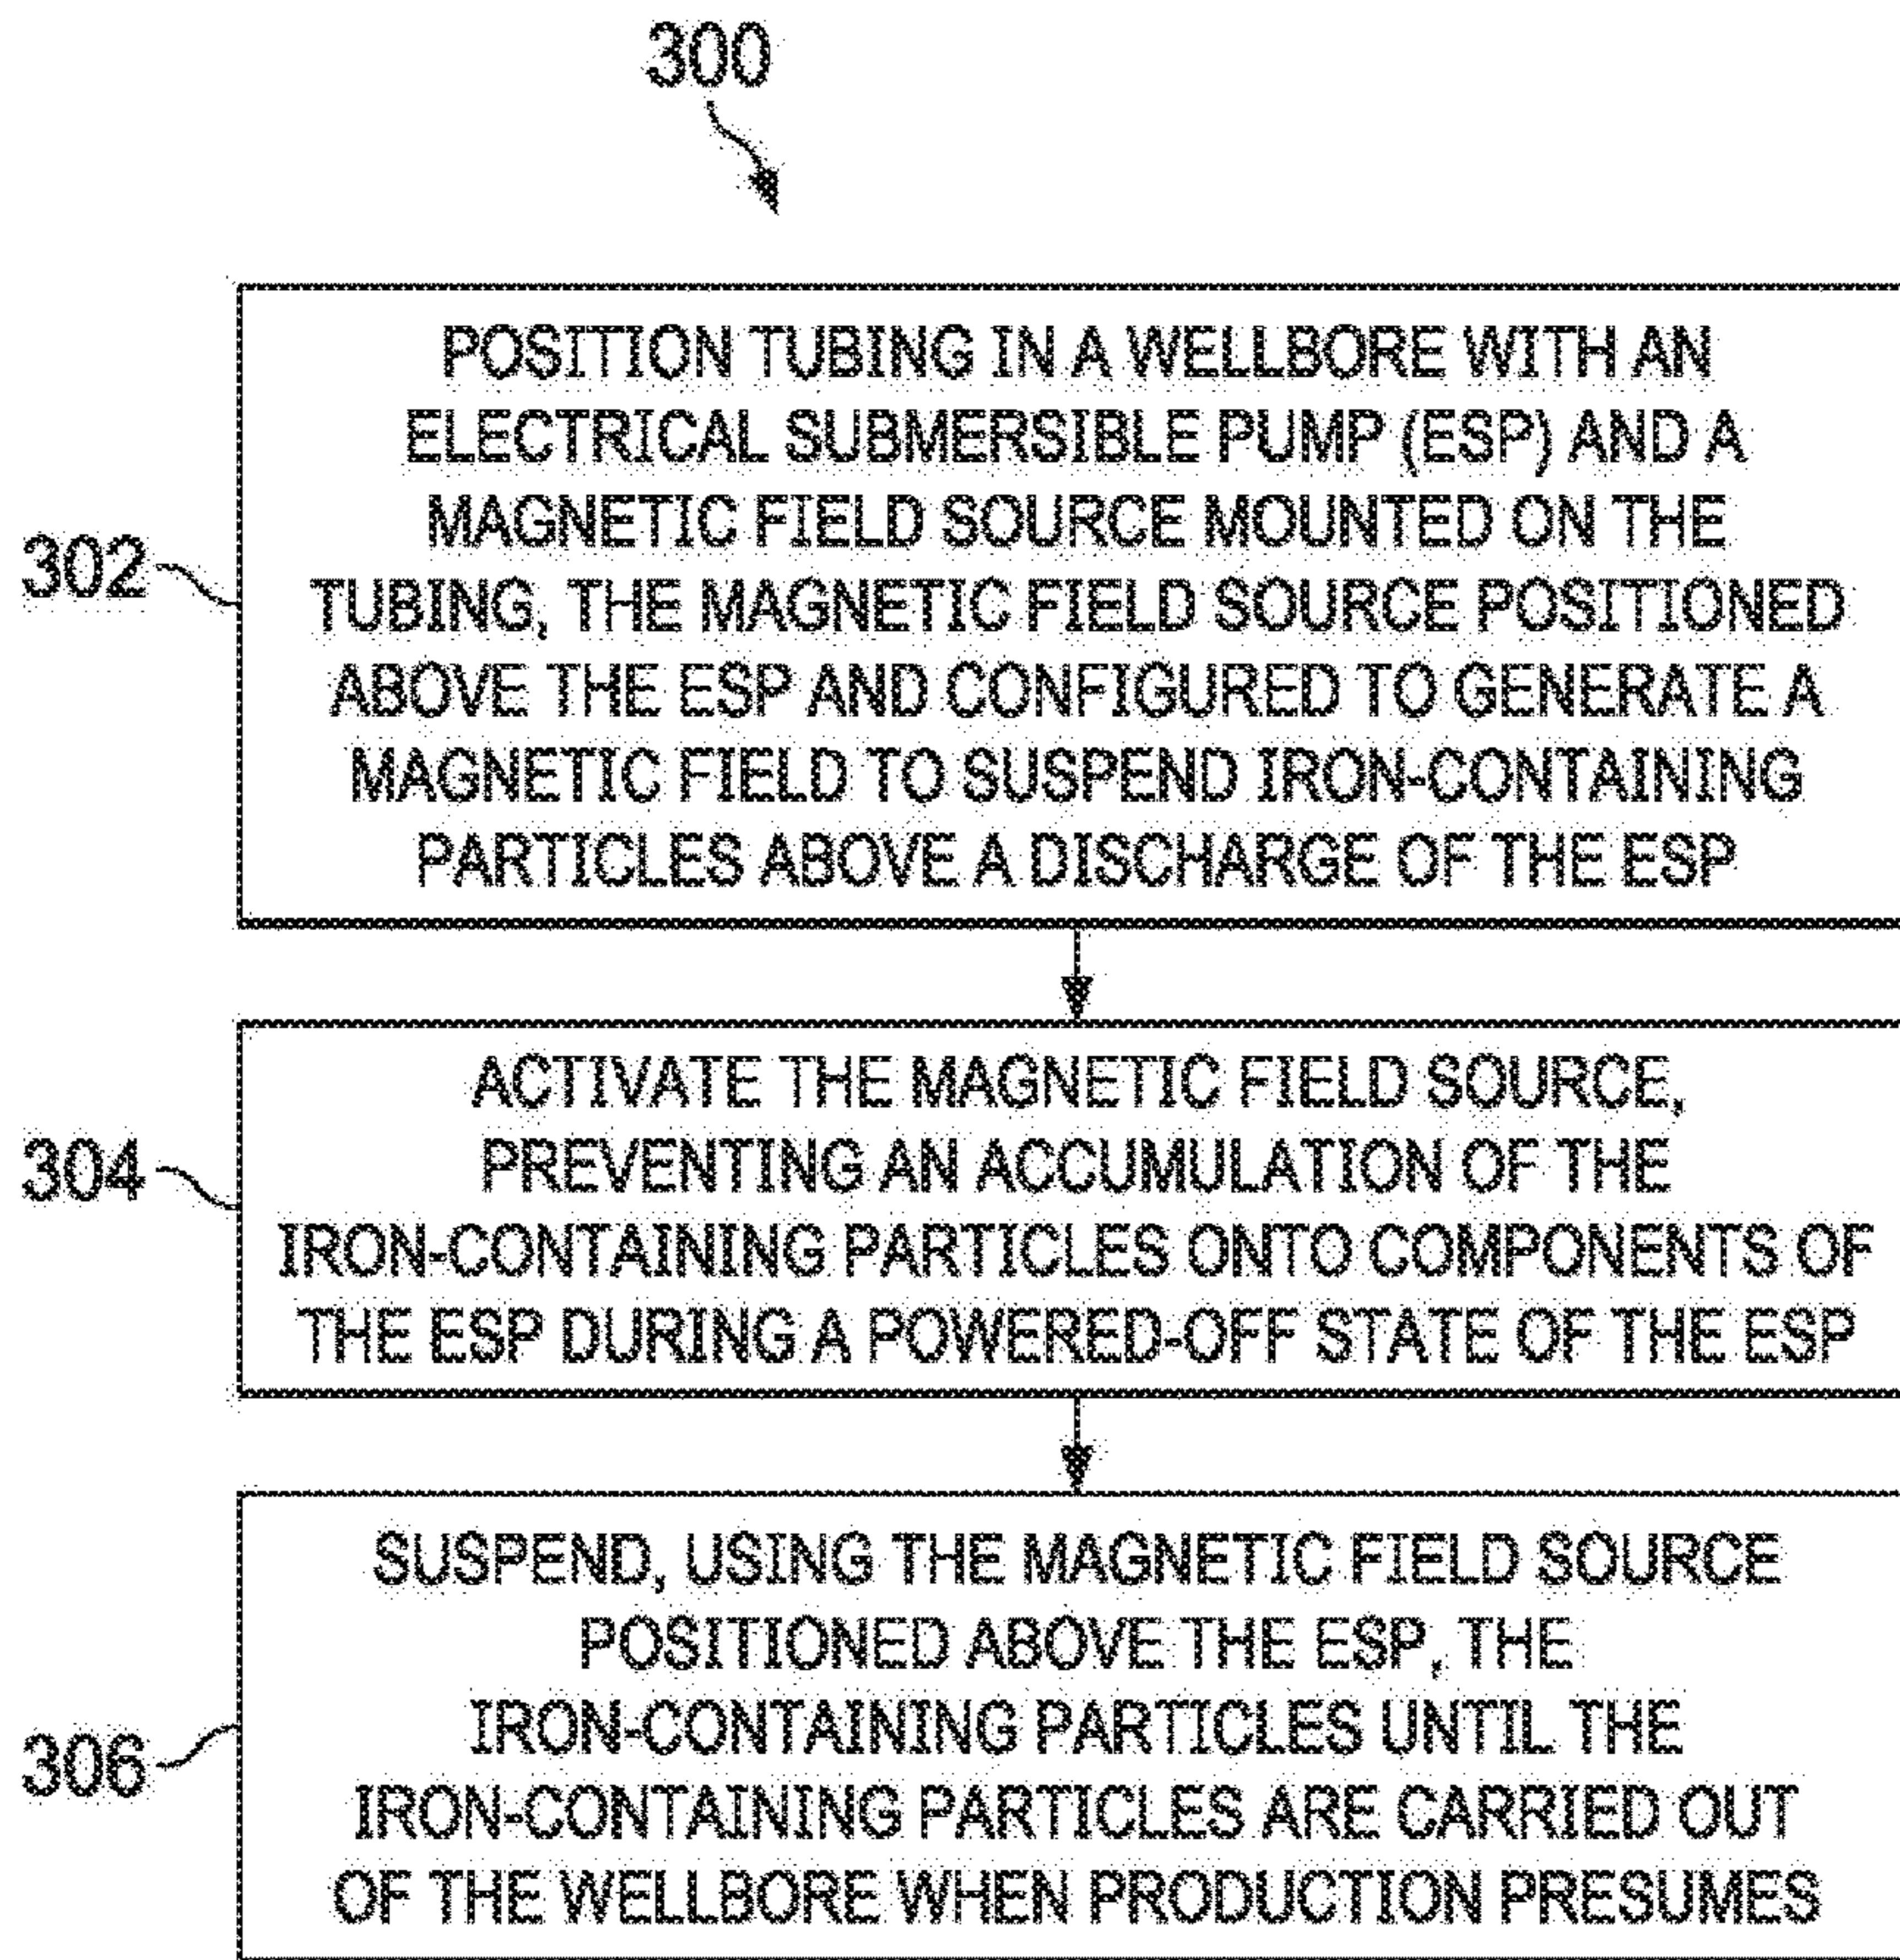 300
302
POSITION TUBING IN A WELLBORE WITH AN
ELECTRICAL SUBMERSIBLE PUMP (ESP) AND A
MAGNETIC FIELD SOURCE MOUNTED ON THE
TUBING, THE MAGNETIC FIELD SOURCE POSITIONED
ABOVE THE ESP AND CONFIGURED TO GENERATE A
MAGNETIC FIELD TO SUSPEND IRON-CONTAINING
PARTICLES ABOVE A DISCHARGE OF THE ESP
304
ACTIVATE THE MAGNETIC FIELD SOURCE,
PREVENTING AN ACCUMULATION OF THE
IRON-CONTAINING PARTICLES ONTO COMPONENTS OF
THE ESP DURING A POWERED-OFF STATE OF THE ESP
306
SUSPEND, USING THE MAGNETIC FIELD SOURCE
POSITIONED ABOVE THE ESP, THE
IRON-CONTAINING PARTICLES UNTIL THE
IRON-CONTAINING PARTICLES ARE CARRIED OUT
OF THE WELLBORE WHEN PRODUCTION PRESUMES